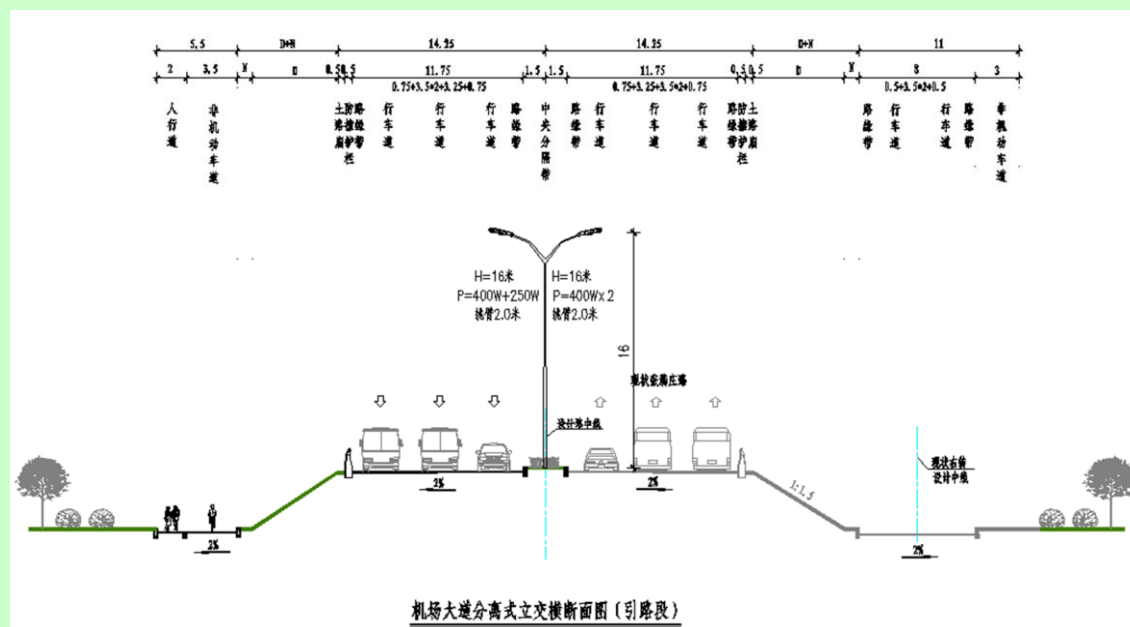 5.5 D+N 14.25 14.25 D+N 11
2 3.5 N D 0.5 0.5 11.75 1.5 1.5 11.75 0.5 0.5 D N 8 3
0.75+3.5*2+3.25+0.75 0.75+3.25+3.5*2+0.75 0.5+3.5*2+0.5
人行道
非机动车道
土路肩
防撞护栏
路缘带
行车道
行车道
行车道
路缘带
中央分隔带
路缘带
行车道
行车道
行车道
路缘带
防撞护栏
土路肩
路缘带
行车道
行车道
路缘带
非机动车道
H=16米
P=400W+250W
挑臂2.0米
H=16米
P=400Wx2
挑臂2.0米
16
设计路中线
现状右辅
设计中线
1:1.5
2%
2%
2%
2%
机场大道分离式立交横断面图(引路段)